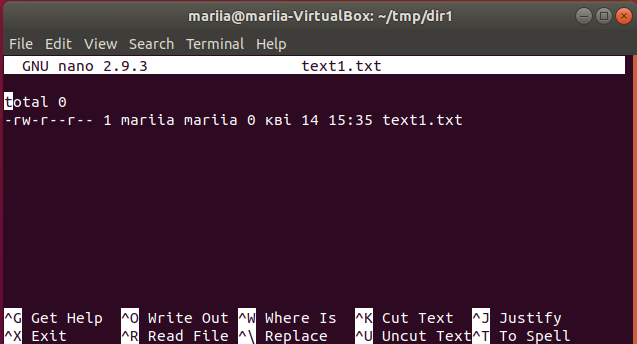 mariia@mariia-VirtualBox: ~/tmp/dir1
File Edit View Search Terminal Help
GNU nano 2.9.3 text1.txt
total 0
-rw-r--r-- 1 mariia mariia 0 кві 14 15:35 text1.txt
^G Get Help ^O Write Out ^W Where Is ^K Cut Text ^J Justify
^X Exit ^R Read File ^\ Replace ^U Uncut Text^T To Spell